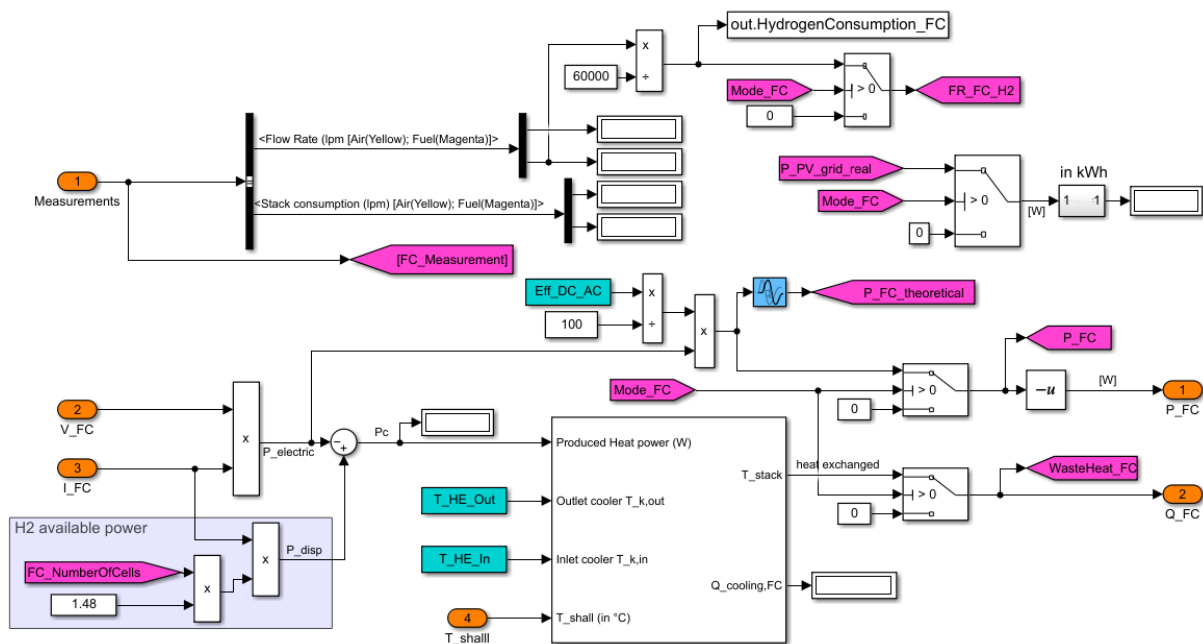 out.HydrogenConsumption_FC
x
÷
60000
Mode_FC
> 0
FR_FC_H2
0
<Flow Rate (lpm [Air(Yellow); Fuel(Magenta)]>
1
Measurements
<Stack consumption (lpm) [Air(Yellow); Fuel(Magenta)]>
[FC_Measurement]
P_PV_grid_real
Mode_FC
> 0
0
[W]
in kWh
1
1
Eff_DC_AC
100
x
÷
x
P_FC_theoretical
P_FC
Mode_FC
> 0
0
-u
[W]
1
P_FC
2
V_FC
3
I_FC
x
P_electric
-
+
Pc
Produced Heat power (W)
Outlet cooler T_k,out
Inlet cooler T_k,in
T_shall (in °C)
T_stack
Q_cooling,FC
heat exchanged
> 0
0
WasteHeat_FC
2
Q_FC
T_HE_Out
T_HE_In
4
T_shalll
H2 available power
FC_NumberOfCells
1.48
x
x
P_disp